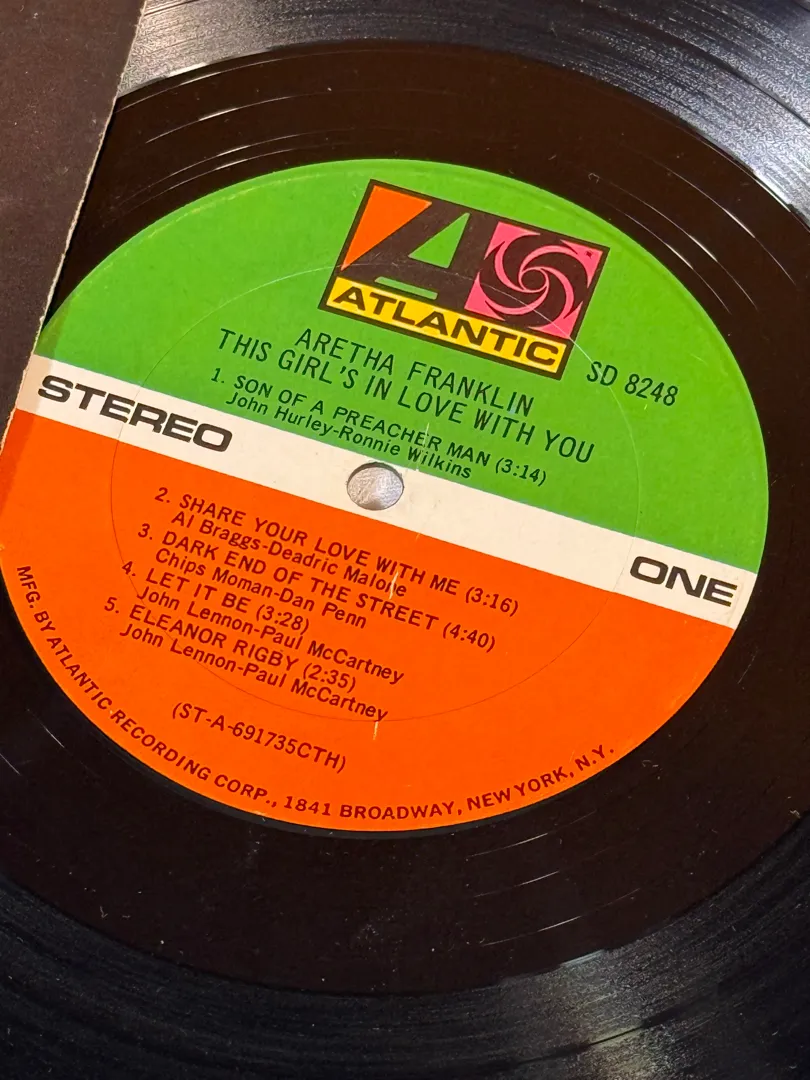 ATLANTIC
ARETHA FRANKLIN
THIS GIRL'S IN LOVE WITH YOU
SD 8248
1. SON OF A PREACHER MAN (3:14)
John Hurley-Ronnie Wilkins
STEREO
ONE
2. SHARE YOUR LOVE WITH ME (3:16)
Al Braggs-Deadric Malone
3. DARK END OF THE STREET (4:40)
Chips Moman-Dan Penn
4. LET IT BE (3:28)
John Lennon-Paul McCartney
5. ELEANOR RIGBY (2:35)
John Lennon-Paul McCartney
(ST-A-691735CTH)
MFG. BY ATLANTIC RECORDING CORP., 1841 BROADWAY, NEW YORK, N.Y.